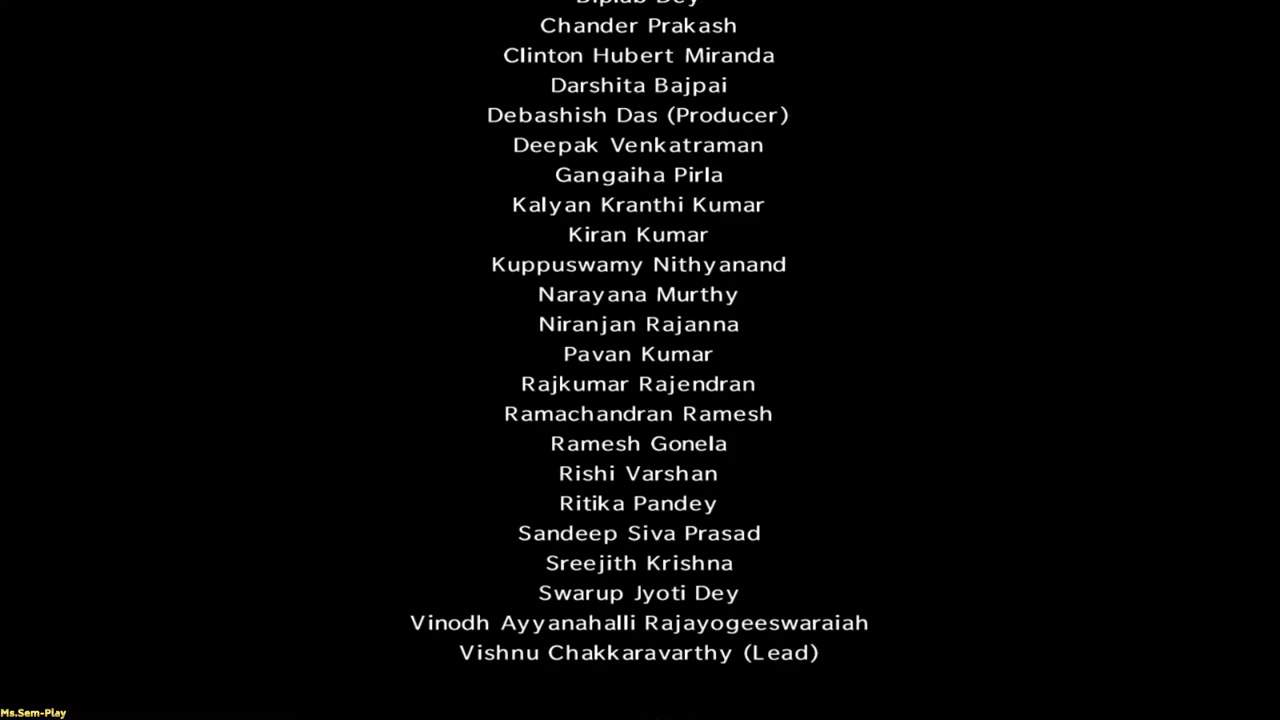 Biplab Dey
Chander Prakash
Clinton Hubert Miranda
Darshita Bajpai
Debashish Das (Producer)
Deepak Venkatraman
Gangaiha Pirla
Kalyan Kranthi Kumar
Kiran Kumar
Kuppuswamy Nithyanand
Narayana Murthy
Niranjan Rajanna
Pavan Kumar
Rajkumar Rajendran
Ramachandran Ramesh
Ramesh Gonela
Rishi Varshan
Ritika Pandey
Sandeep Siva Prasad
Sreejith Krishna
Swarup Jyoti Dey
Vinodh Ayyanahalli Rajayogeeswaraiah
Vishnu Chakkaravarthy (Lead)
Ms.Sem-Play